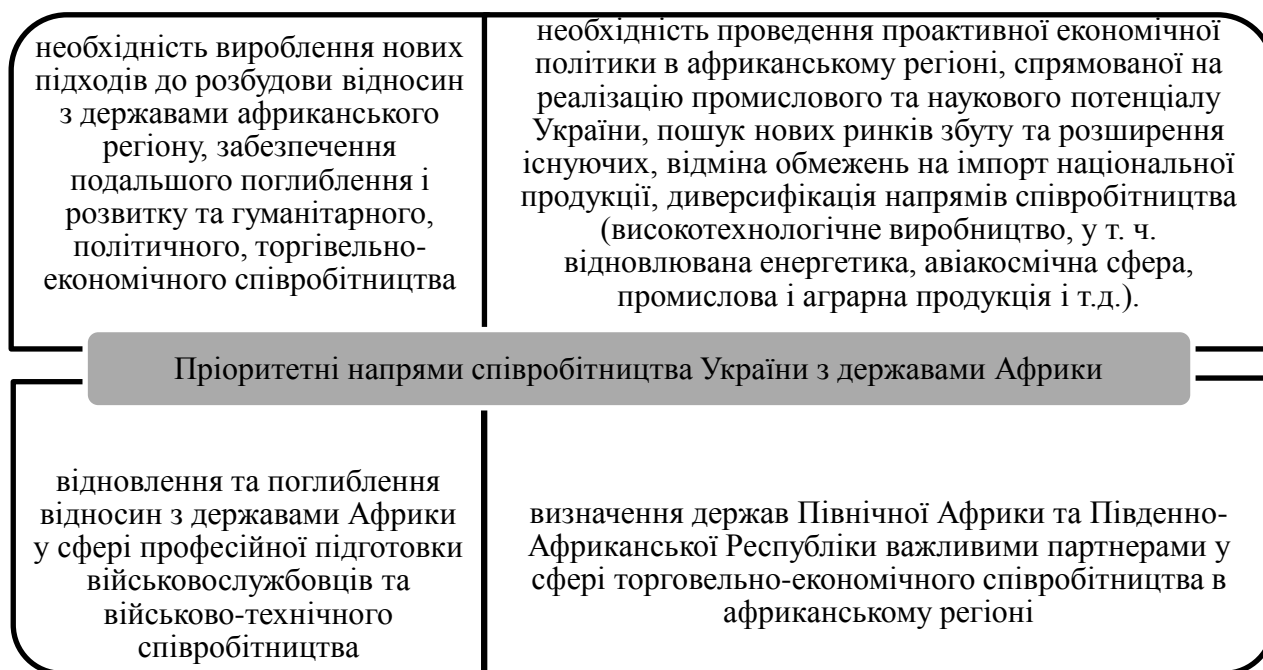 необхідність вироблення нових
підходів до розбудови відносин
з державами африканського
регіону, забезпечення
подальшого поглиблення і
розвитку та гуманітарного,
політичного, торгівельно-
економічного співробітництва
необхідність проведення проактивної економічної
політики в африканському регіоні, спрямованої на
реалізацію промислового та наукового потенціалу
України, пошук нових ринків збуту та розширення
існуючих, відміна обмежень на імпорт національної
продукції, диверсифікація напрямів співробітництва
(високотехнологічне виробництво, у т. ч.
відновлювана енергетика, авіакосмічна сфера,
промислова і аграрна продукція і т.д.).
Пріоритетні напрями співробітництва України з державами Африки
відновлення та поглиблення
відносин з державами Африки
у сфері професійної підготовки
військовослужбовців та
військово-технічного
співробітництва
визначення держав Північної Африки та Південно-
Африканської Республіки важливими партнерами у
сфері торговельно-економічного співробітництва в
африканському регіоні